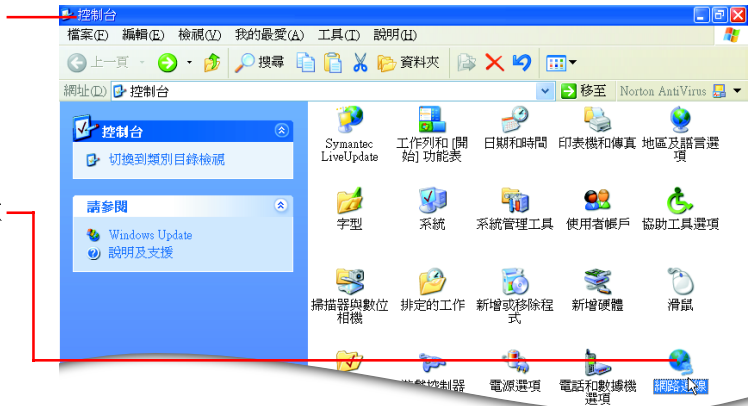 控制台
檔案(F) 編輯(E) 檢視(V) 我的最愛(A) 工具(T) 說明(H)
上一頁 搜尋 資料夾
網址(D) 控制台 移至 Norton AntiVirus
控制台
切換到類別目錄檢視
請參閱
Windows Update
說明及支援
Symantec
LiveUpdate
工作列和 [開
始] 功能表
日期和時間
印表機和傳真
地區及語言選
項
字型
系統
系統管理工具
使用者帳戶
協助工具選項
掃描器與數位
相機
排定的工作
新增或移除程
式
新增硬體
滑鼠
控制器
電源選項
電話和數據機
選項
網路連線